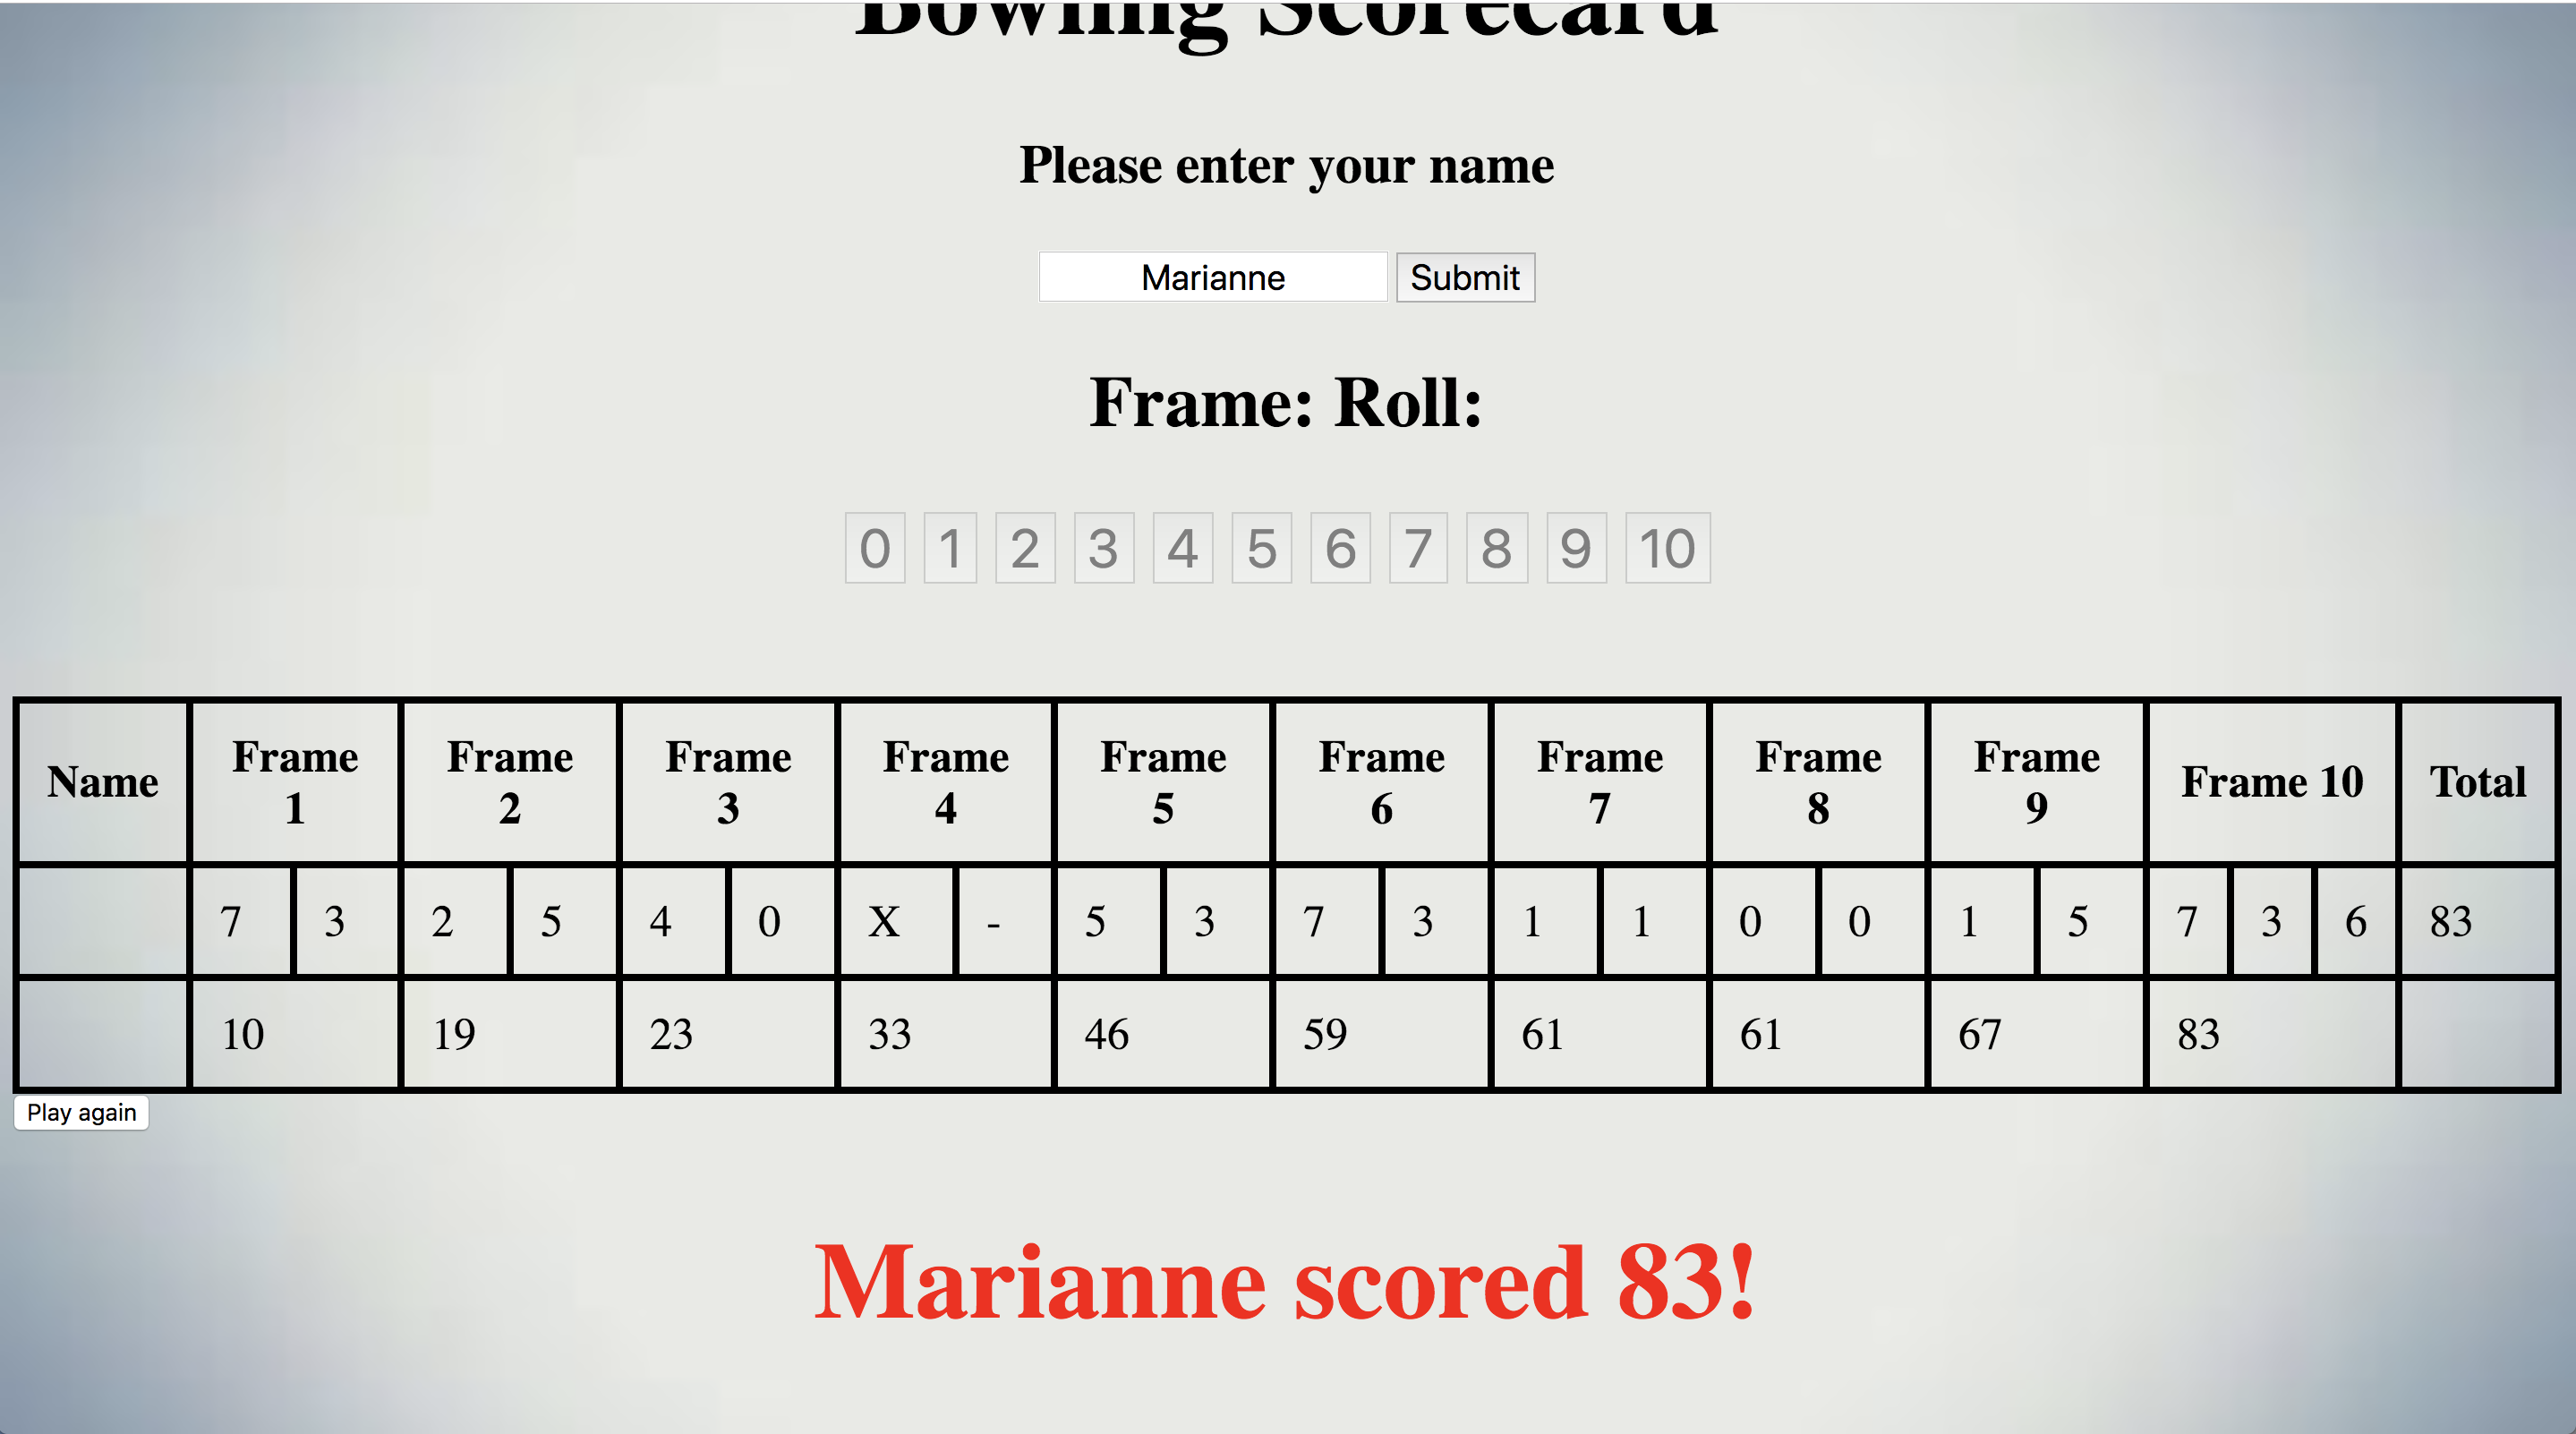 Bowling Scorecard
Please enter your name
Marianne Submit
Frame: Roll:
0 1 2 3 4 5 6 7 8 9 10
Name Frame 1 Frame 2 Frame 3 Frame 4 Frame 5 Frame 6 Frame 7 Frame 8 Frame 9 Frame 10 Total
7 3 2 5 4 0 X - 5 3 7 3 1 1 0 0 1 5 7 3 6 83
10 19 23 33 46 59 61 61 67 83
Play again
Marianne scored 83!